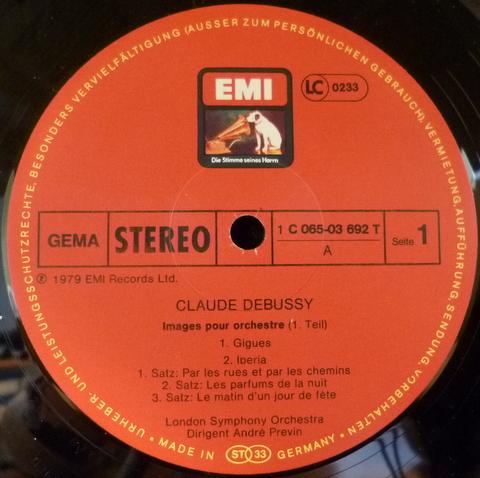 URHEBER- UND LEISTUNGSSCHUTZRECHTE, BESONDERS VERVIELFÄLTIGUNG (AUSSER ZUM PERSÖNLICHEN GEBRAUCH), VERMIETUNG, AUFFÜHRUNG, SENDUNG, VORBEHALTEN
EMI
LC 0233
Die Stimme seines Herrn
GEMA STEREO 1 C 065-03 692 T Seite 1
A
℗ 1979 EMI Records Ltd.
CLAUDE DEBUSSY
Images pour orchestre (1. Teil)
1. Gigues
2. Iberia
1. Satz: Par les rues et par les chemins
2. Satz: Les parfums de la nuit
3. Satz: Le matin d'un jour de fête
London Symphony Orchestra
Dirigent André Previn
• MADE IN ST 33 GERMANY •